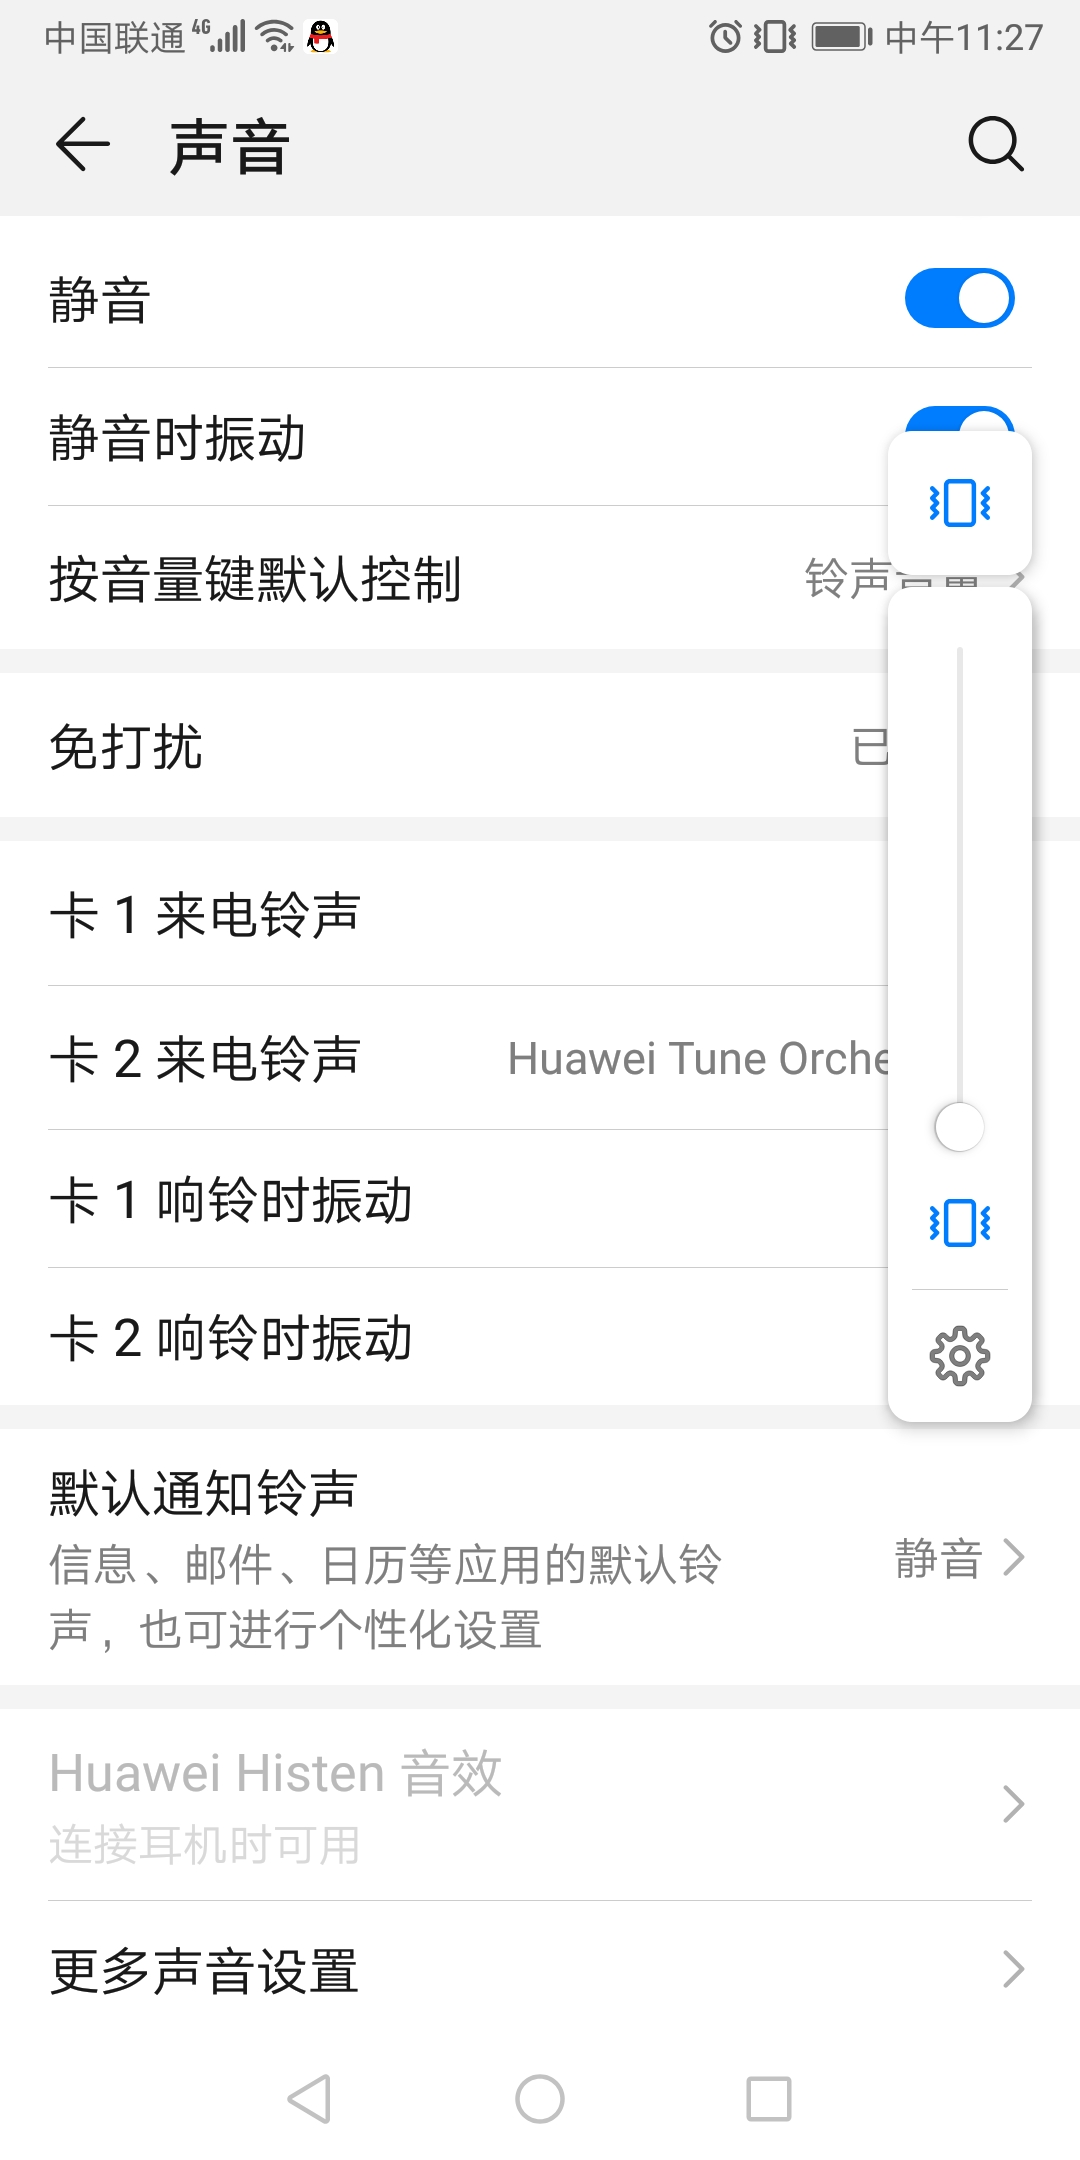 中国联通 4G 中午11:27
声音
静音
静音时振动
按音量键默认控制 铃声音量
免打扰 已
卡 1 来电铃声
卡 2 来电铃声 Huawei Tune Orche
卡 1 响铃时振动
卡 2 响铃时振动
默认通知铃声
信息、邮件、日历等应用的默认铃
声，也可进行个性化设置
静音
Huawei Histen 音效
连接耳机时可用
更多声音设置